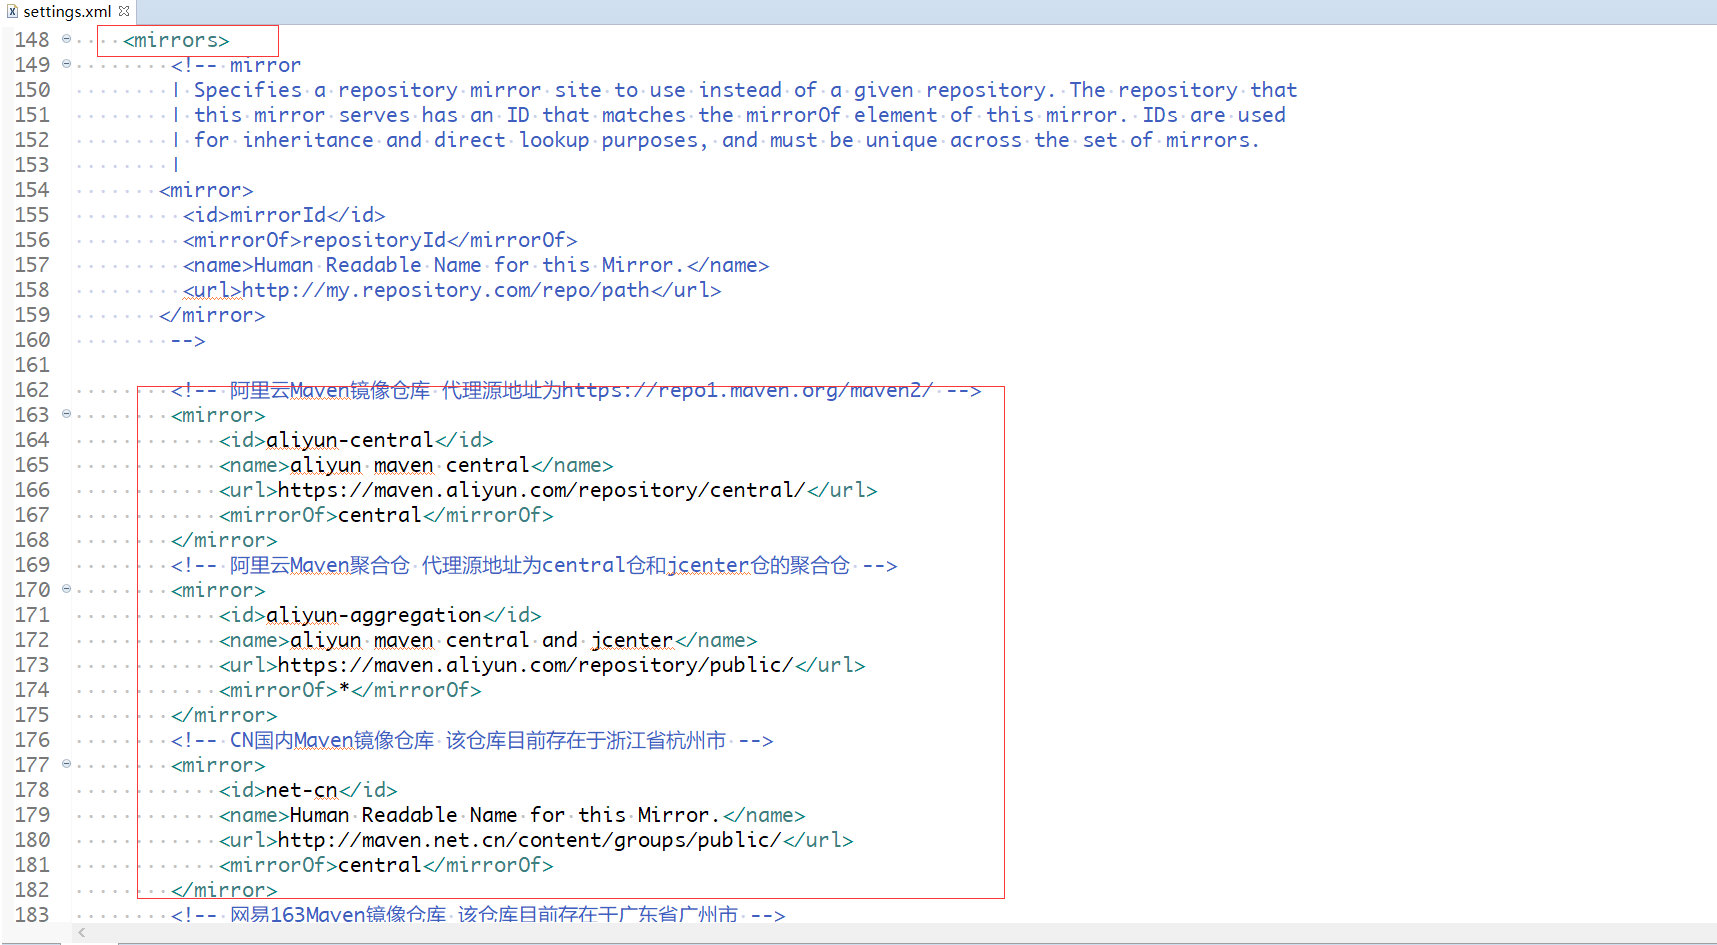 settings.xml
148 <mirrors>
149 <!-- mirror
150 | Specifies a repository mirror site to use instead of a given repository. The repository that
151 | this mirror serves has an ID that matches the mirrorOf element of this mirror. IDs are used
152 | for inheritance and direct lookup purposes, and must be unique across the set of mirrors.
153 |
154 <mirror>
155 <id>mirrorId</id>
156 <mirrorOf>repositoryId</mirrorOf>
157 <name>Human Readable Name for this Mirror.</name>
158 <url>http://my.repository.com/repo/path</url>
159 </mirror>
160 -->
161
162 <!-- 阿里云Maven镜像仓库 代理源地址为https://repo1.maven.org/maven2/ -->
163 <mirror>
164 <id>aliyun-central</id>
165 <name>aliyun maven central</name>
166 <url>https://maven.aliyun.com/repository/central/</url>
167 <mirrorOf>central</mirrorOf>
168 </mirror>
169 <!-- 阿里云Maven聚合仓 代理源地址为central仓和jcenter仓的聚合仓 -->
170 <mirror>
171 <id>aliyun-aggregation</id>
172 <name>aliyun maven central and jcenter</name>
173 <url>https://maven.aliyun.com/repository/public/</url>
174 <mirrorOf>*</mirrorOf>
175 </mirror>
176 <!-- CN国内Maven镜像仓库 该仓库目前存在于浙江省杭州市 -->
177 <mirror>
178 <id>net-cn</id>
179 <name>Human Readable Name for this Mirror.</name>
180 <url>http://maven.net.cn/content/groups/public/</url>
181 <mirrorOf>central</mirrorOf>
182 </mirror>
183 <!-- 网易163Maven镜像仓库 该仓库目前存在于广东省广州市 -->